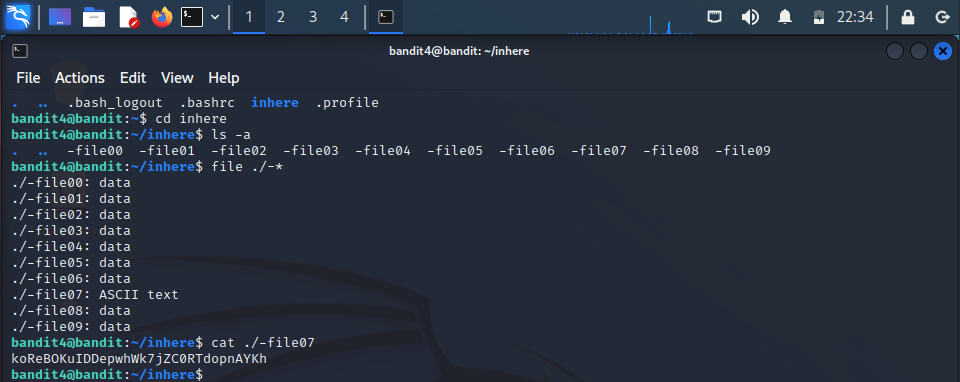 1 2 3 4 22:34
bandit4@bandit: ~/inhere
File Actions Edit View Help
. .. .bash_logout .bashrc inhere .profile
bandit4@bandit:~$ cd inhere
bandit4@bandit:~/inhere$ ls -a
. .. -file00 -file01 -file02 -file03 -file04 -file05 -file06 -file07 -file08 -file09
bandit4@bandit:~/inhere$ file ./-*
./-file00: data
./-file01: data
./-file02: data
./-file03: data
./-file04: data
./-file05: data
./-file06: data
./-file07: ASCII text
./-file08: data
./-file09: data
bandit4@bandit:~/inhere$ cat ./-file07
koReBOKuIDDepwhWk7jZC0RTdopnAYKh
bandit4@bandit:~/inhere$